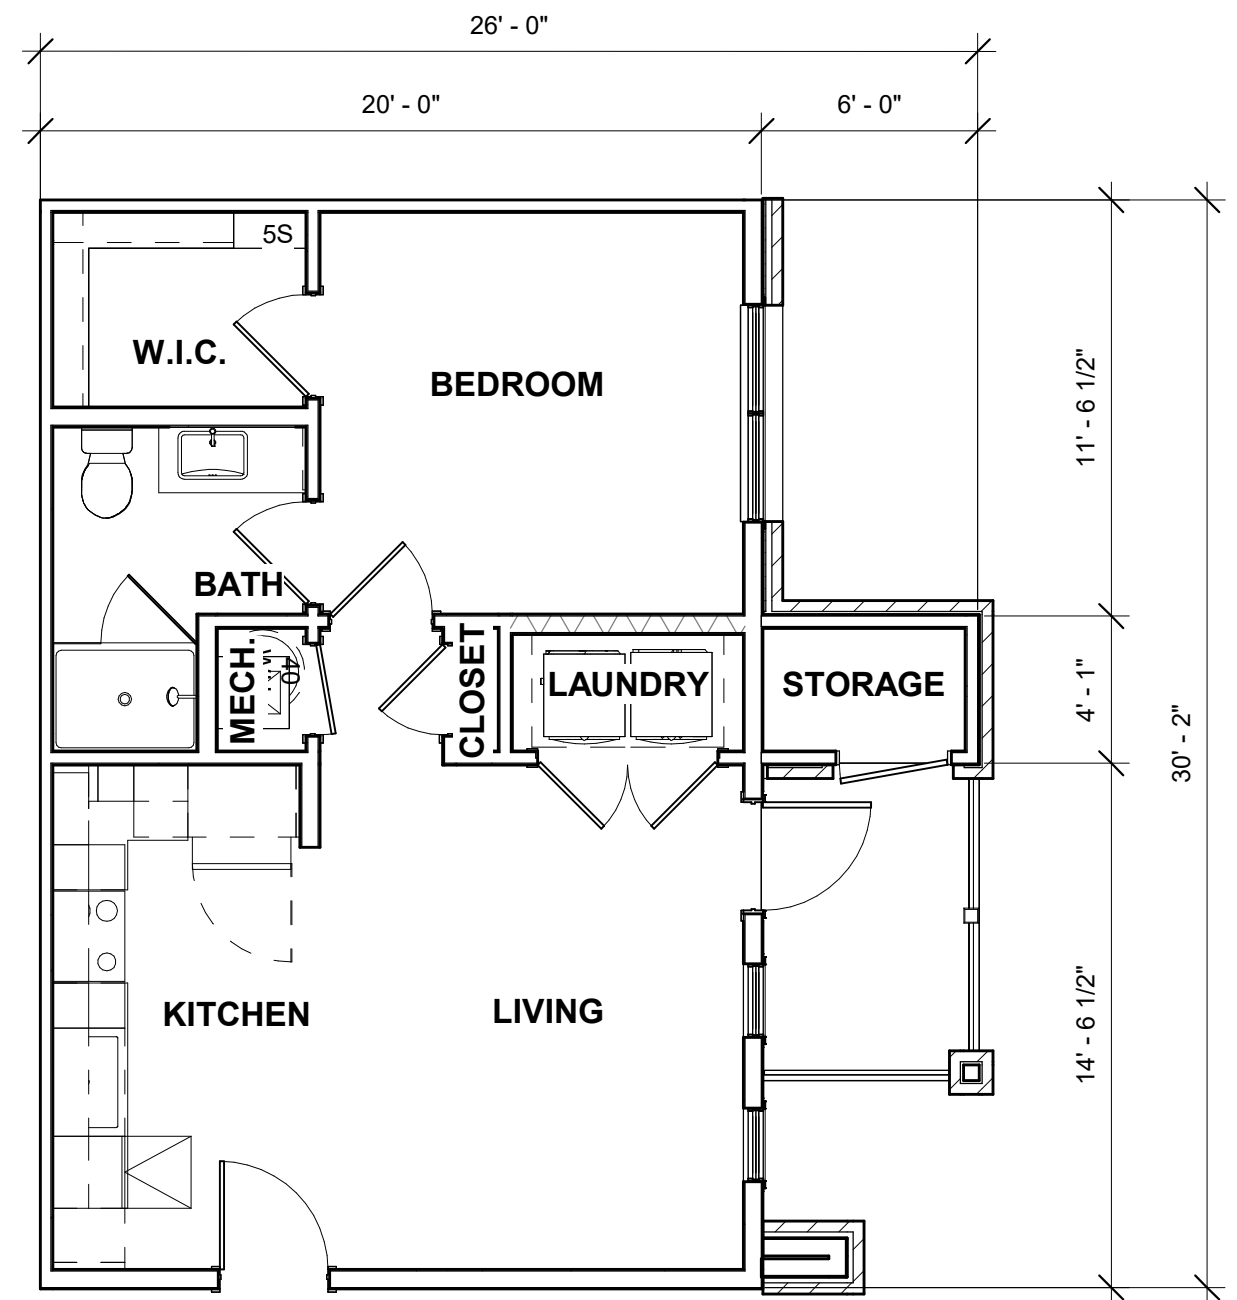 26' - 0"
20' - 0"
6' - 0"
5S
W.I.C.
BEDROOM
11' - 6 1/2"
BATH
MECH.
40
CLOSET
LAUNDRY
STORAGE
4' - 1"
30' - 2"
KITCHEN
LIVING
14' - 6 1/2"